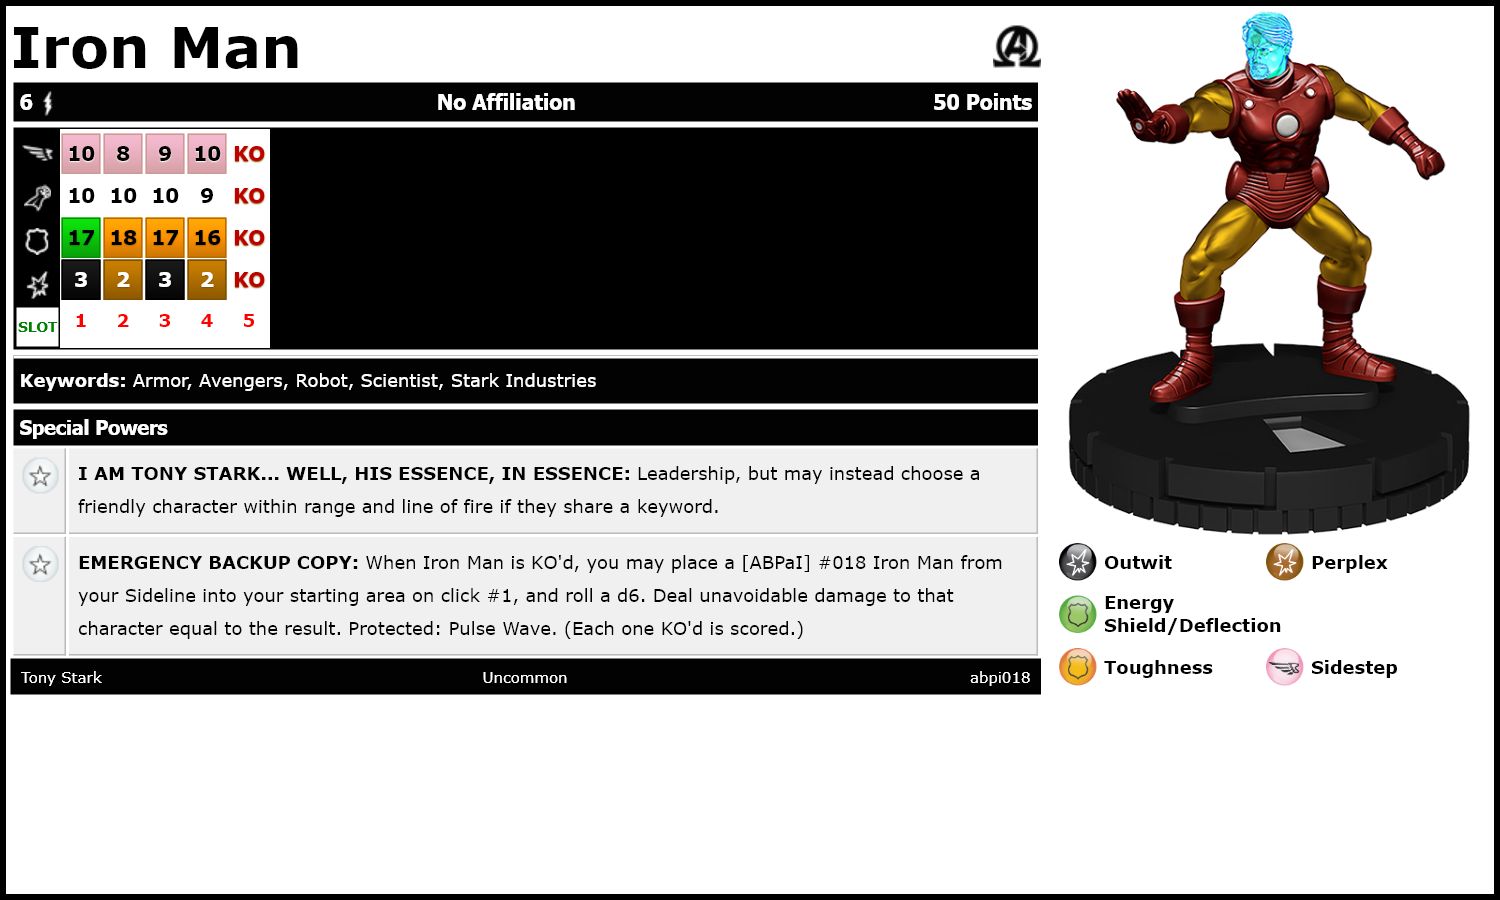 Iron Man
6 No Affiliation 50 Points
10 8 9 10 KO
10 10 10 9 KO
17 18 17 16 KO
3 2 3 2 KO
SLOT 1 2 3 4 5
Keywords: Armor, Avengers, Robot, Scientist, Stark Industries
Special Powers
I AM TONY STARK... WELL, HIS ESSENCE, IN ESSENCE: Leadership, but may instead choose a
friendly character within range and line of fire if they share a keyword.
EMERGENCY BACKUP COPY: When Iron Man is KO'd, you may place a [ABPaI] #018 Iron Man from
your Sideline into your starting area on click #1, and roll a d6. Deal unavoidable damage to that
character equal to the result. Protected: Pulse Wave. (Each one KO'd is scored.)
Tony Stark Uncommon abpi018
Outwit Perplex
Energy
Shield/Deflection
Toughness Sidestep